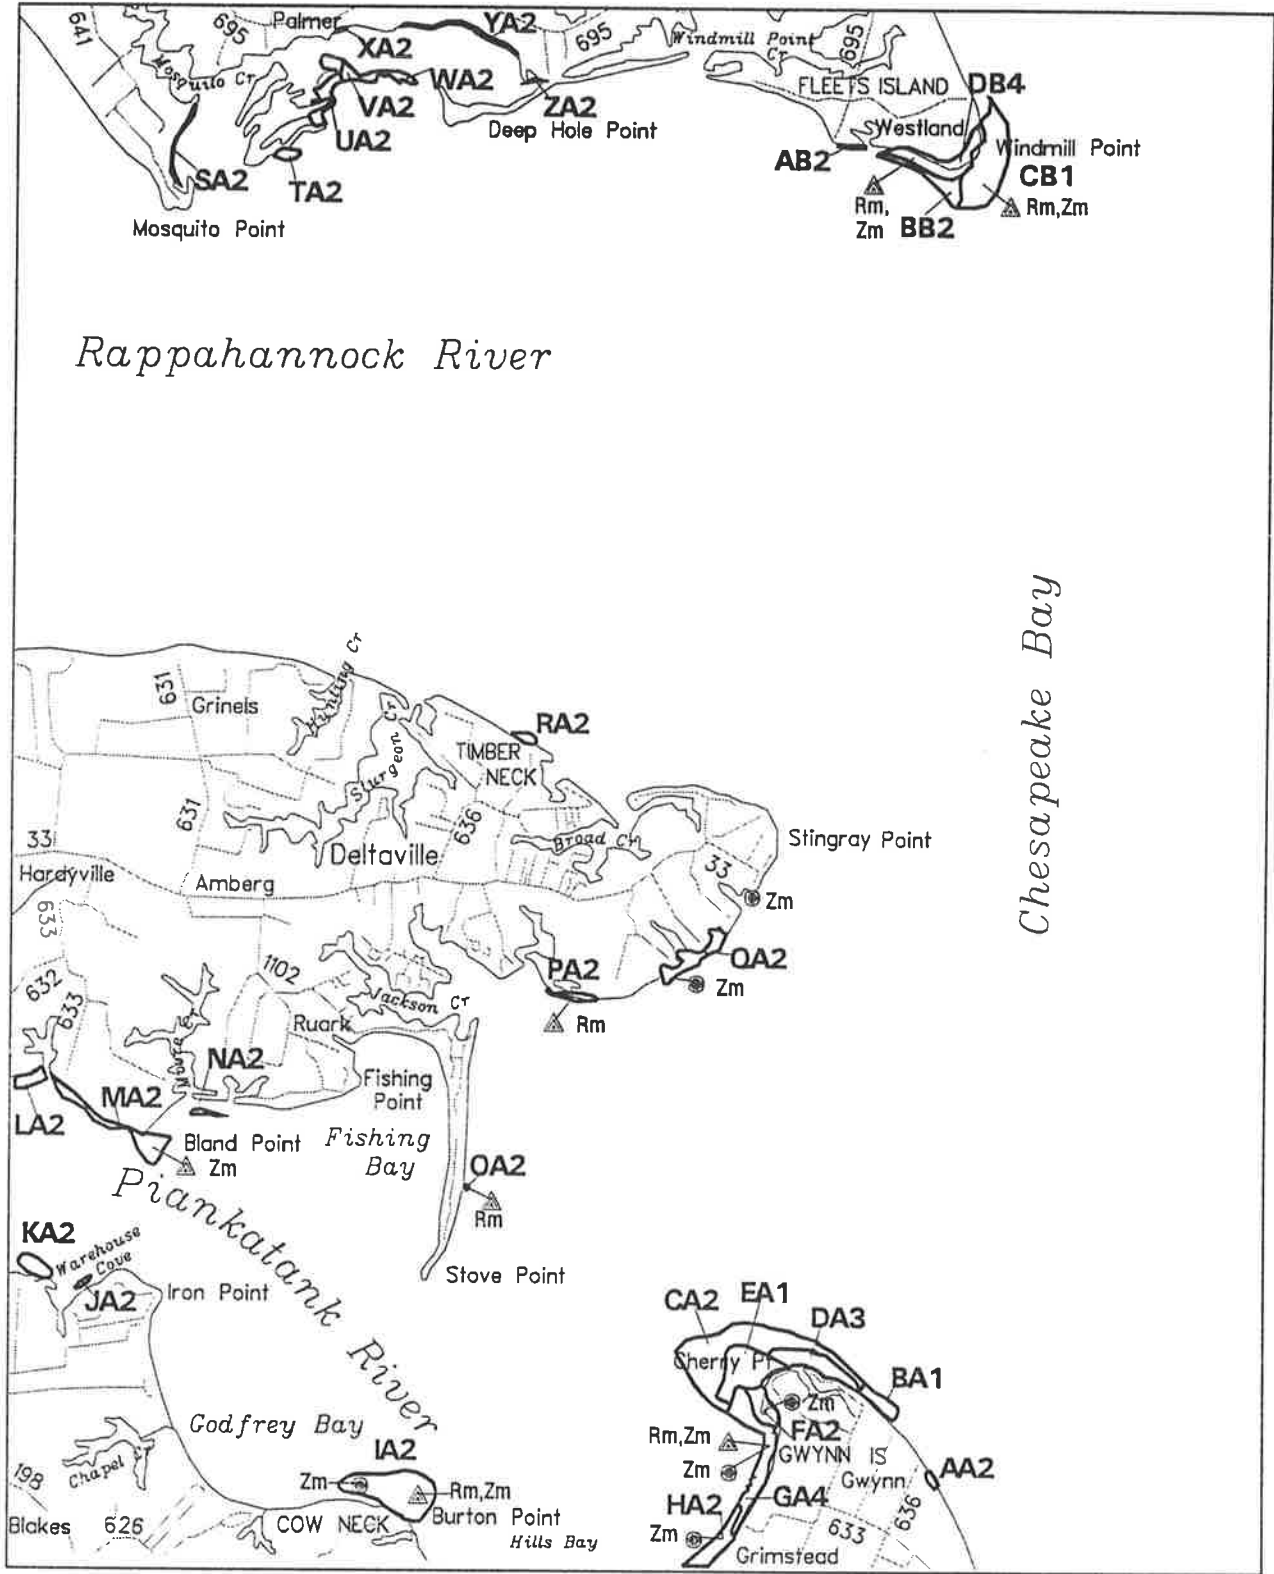 641
695
Palmer
YA2
695
Windmill Point
Cr
695
XA2
Mosquito Cr
WA2
VA2
ZA2
FLEETS ISLAND
DB4
UA2
Deep Hole Point
Westland
AB2
Windmill Point
SA2
TA2
CB1
Rm,
Zm
BB2
Rm,Zm
Mosquito Point
Rappahannock River
Chesapeake Bay
631
Grinels
Hunting Cr
Sturgeon Cr
RA2
TIMBER
NECK
631
636
33
Deltaville
Broad Cr
Stingray Point
Hardyville
Amberg
33
Zm
633
1102
632
633
PA2
QA2
Zm
Jackson Cr
Rm
Ruark
Moore Cr
NA2
Fishing
Point
MA2
LA2
Bland Point
Fishing
Bay
Zm
OA2
Rm
Piankatank River
KA2
Warehouse
Cove
JA2
Iron Point
Stove Point
CA2
EA1
DA3
Cherry Pt
BA1
Zm
FA2
Godfrey Bay
Rm,Zm
GWYNN IS
IA2
Zm
Gwynn
AA2
Chapel
198
Zm
Rm,Zm
HA2
GA4
636
Blakes
626
COW NECK
Burton Point
Hills Bay
Zm
633
Grimstead